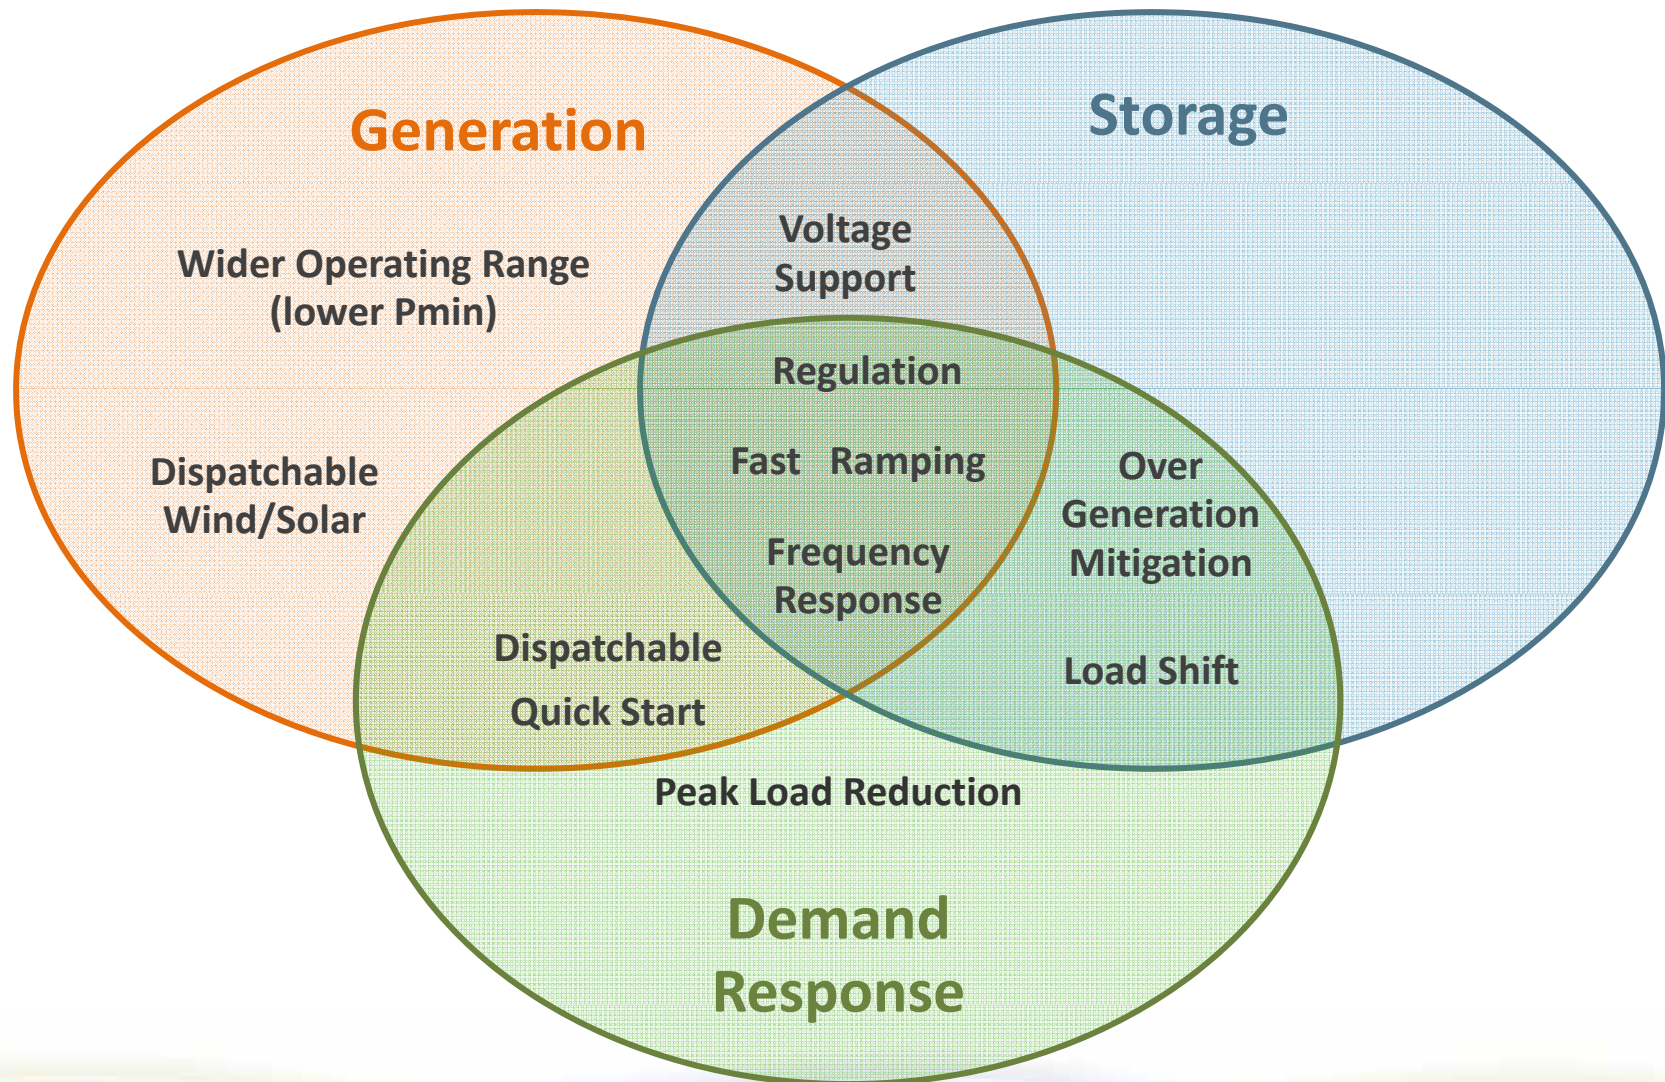 Generation
Storage
Voltage
Support
Wider Operating Range
(lower Pmin)
Regulation
Fast Ramping
Dispatchable
Wind/Solar
Over
Generation
Mitigation
Frequency
Response
Dispatchable
Quick Start
Load Shift
Peak Load Reduction
Demand
Response